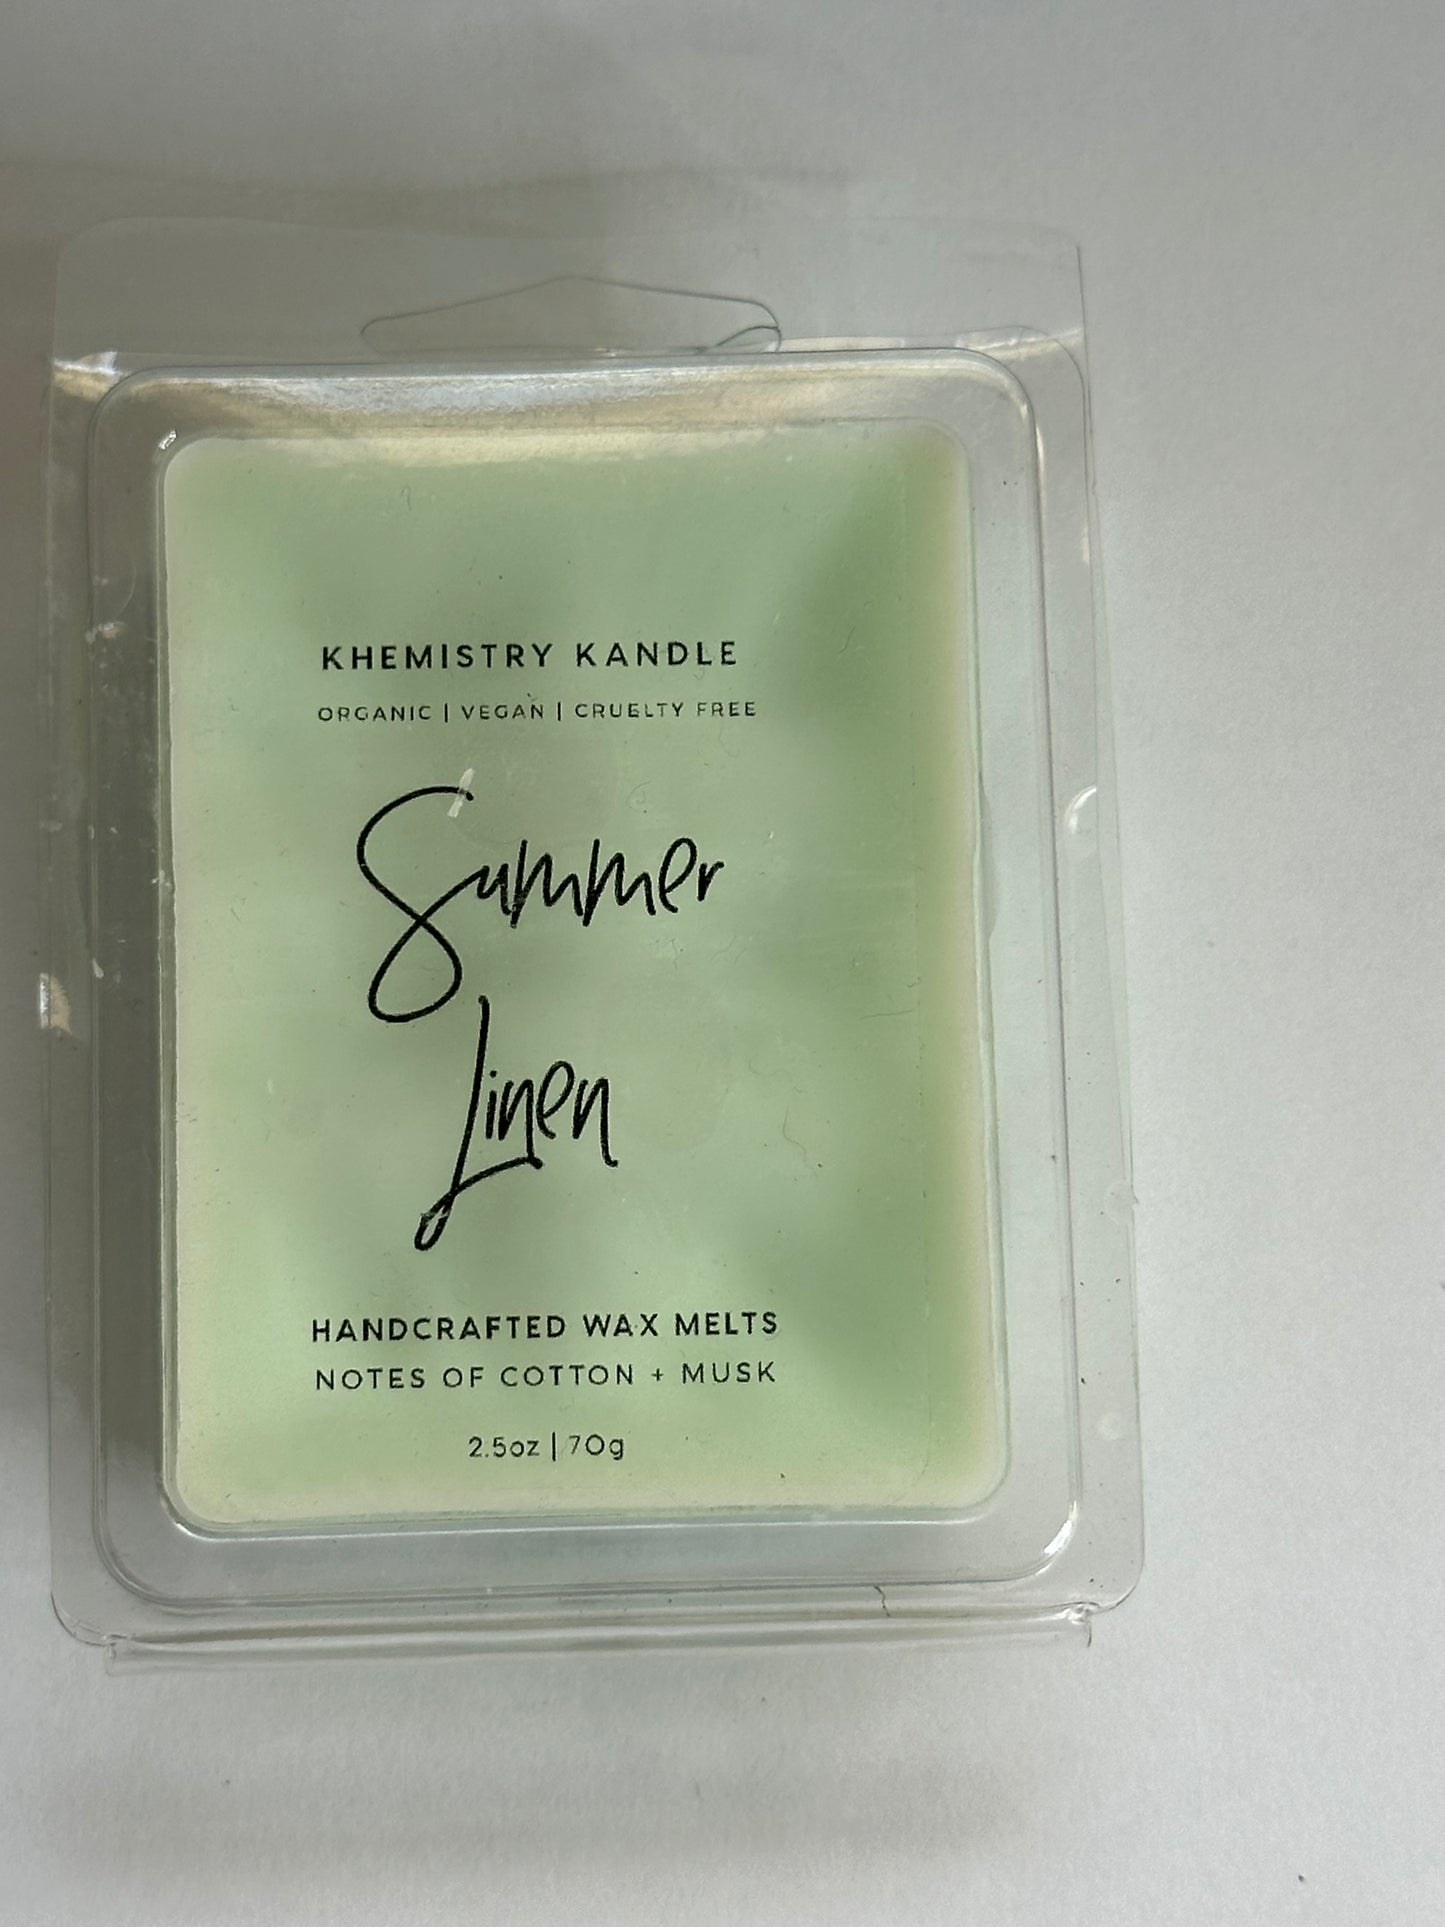 KHEMISTRY KANDLE
ORGANIC | VEGAN | CRUELTY FREE
Summer
Linen
HANDCRAFTED WAX MELTS
NOTES OF COTTON + MUSK
2.5oz | 70g